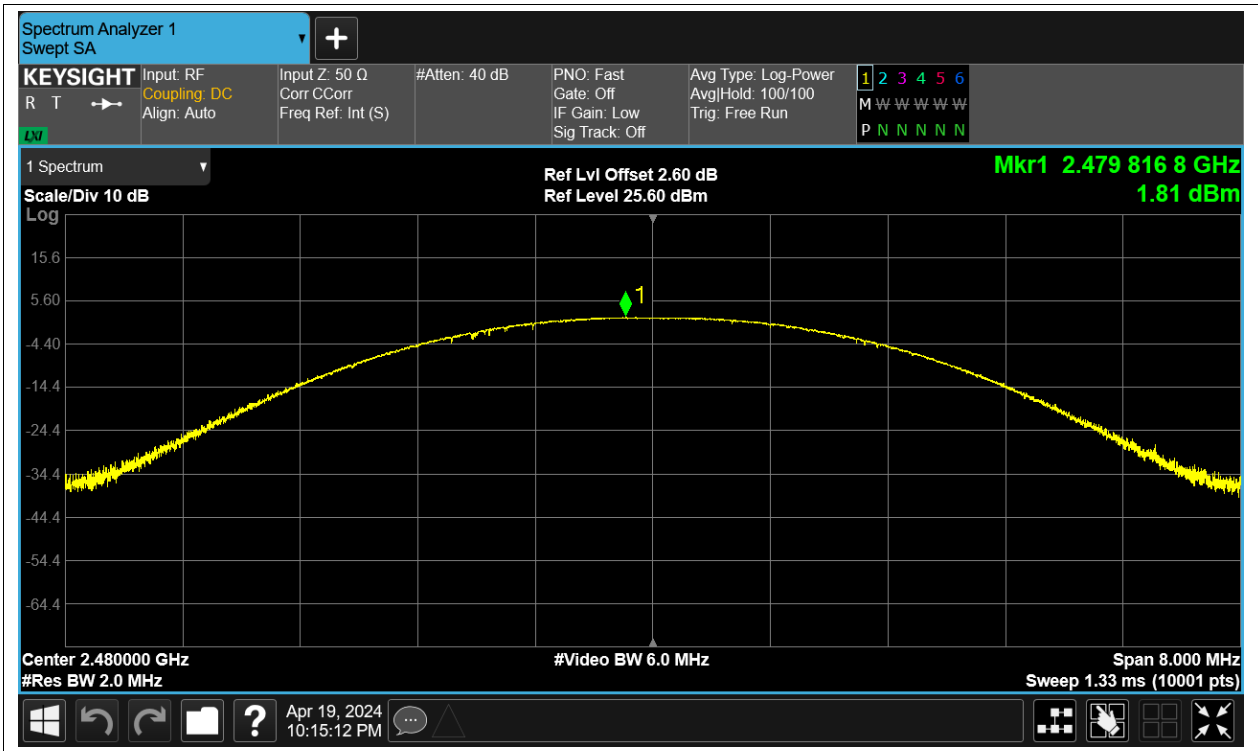 Spectrum Analyzer 1
Swept SA
KEYSIGHT
R T
LXI
Input: RF
Coupling: DC
Align: Auto
Input Z: 50 Ω
Corr CCorr
Freq Ref: Int (S)
#Atten: 40 dB
PNO: Fast
Gate: Off
IF Gain: Low
Sig Track: Off
Avg Type: Log-Power
Avg|Hold: 100/100
Trig: Free Run
1 2 3 4 5 6
M W W W W W
P N N N N N
1 Spectrum
Scale/Div 10 dB
Log
Ref Lvl Offset 2.60 dB
Ref Level 25.60 dBm
Mkr1 2.479 816 8 GHz
1.81 dBm
15.6
5.60
-4.40
-14.4
-24.4
-34.4
-44.4
-54.4
-64.4
1
Center 2.480000 GHz
#Res BW 2.0 MHz
#Video BW 6.0 MHz
Span 8.000 MHz
Sweep 1.33 ms (10001 pts)
?
Apr 19, 2024
10:15:12 PM